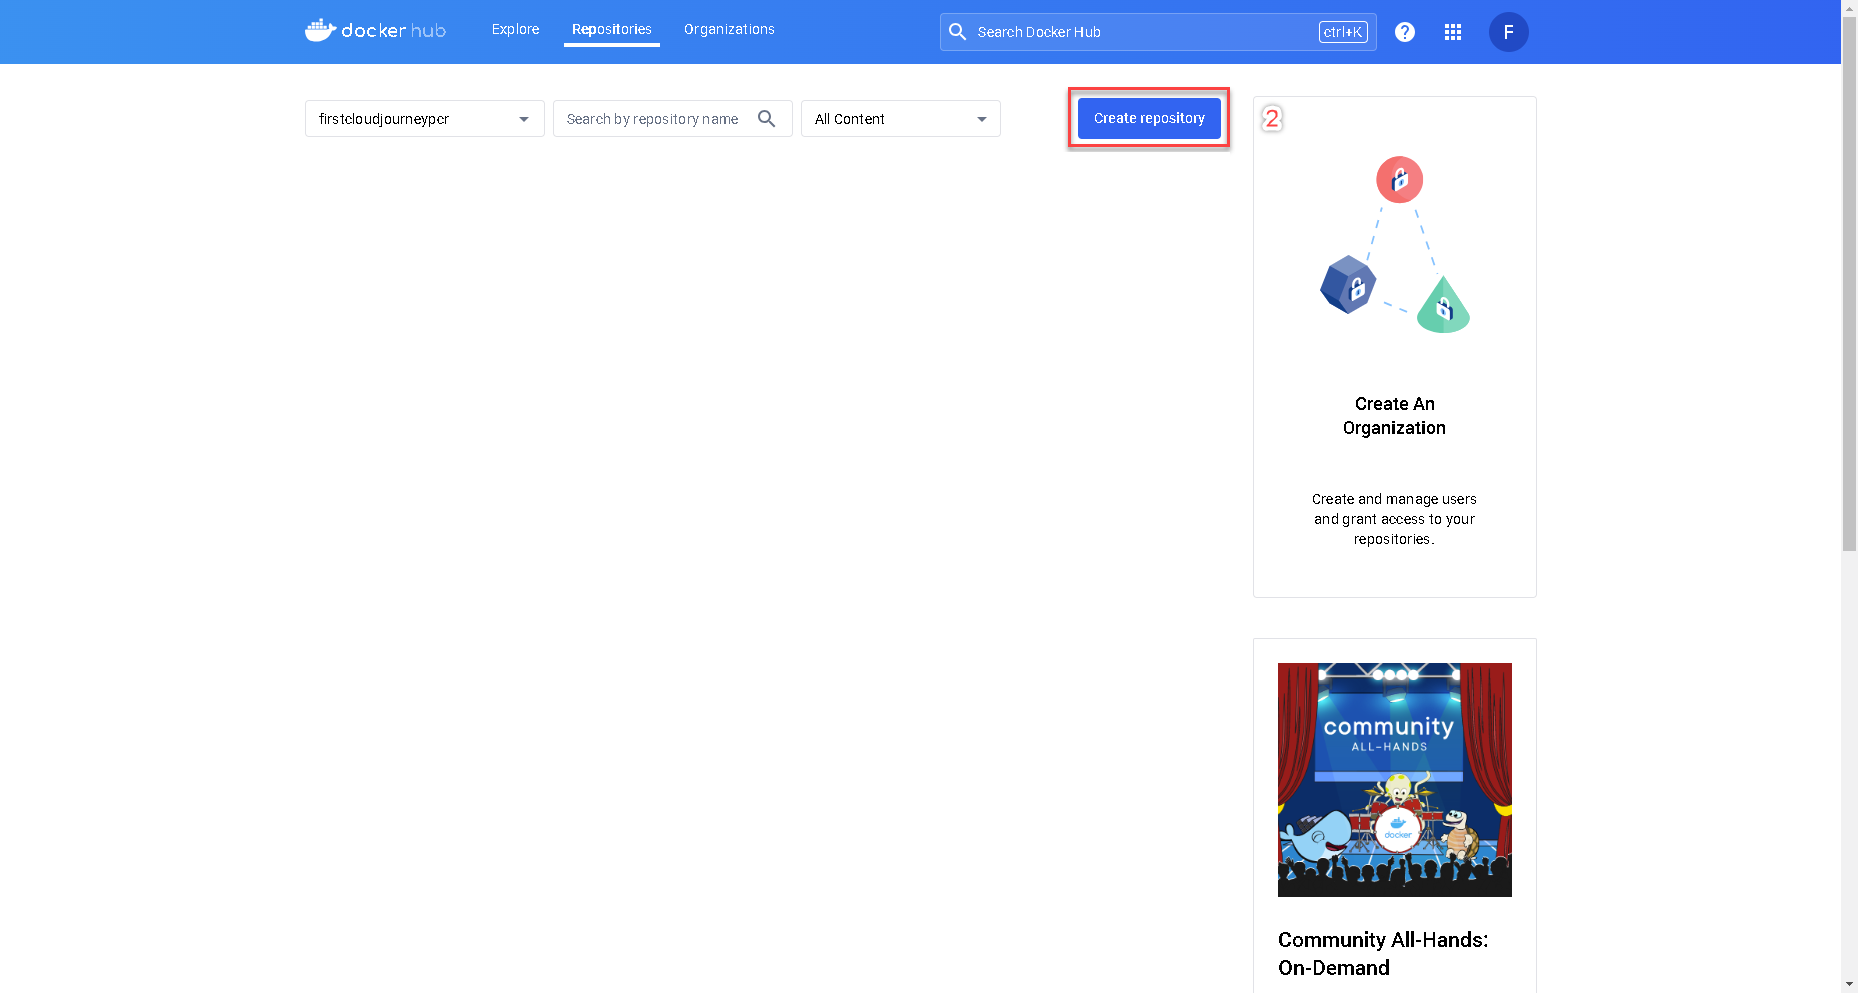 docker hub
Explore
Repositories
Organizations
Search Docker Hub
ctrl+K
F
firstcloudjourneypcr
Search by repository name
All Content
Create repository
2
Create An
Organization
Create and manage users
and grant access to your
repositories.
community
ALL-HANDS
docker
Community All-Hands:
On-Demand